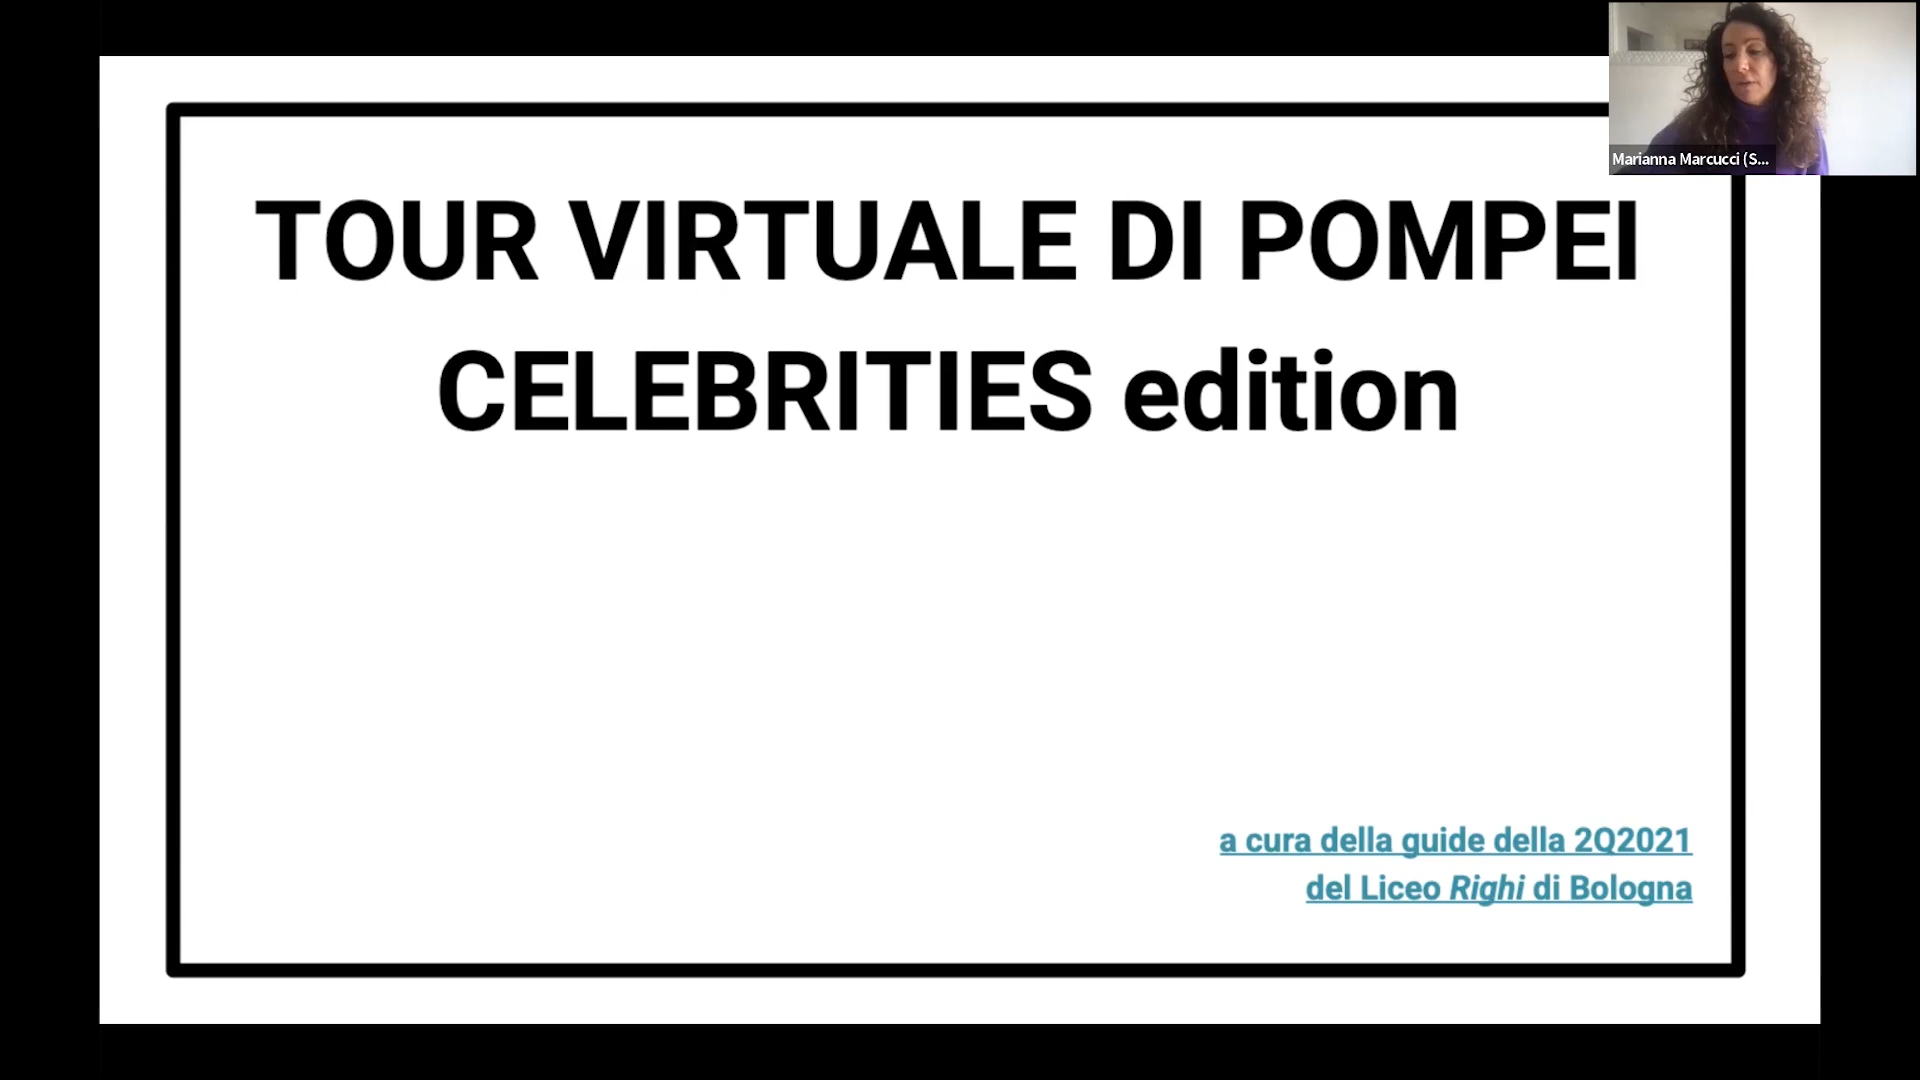 Marianna Marcucci (S...
TOUR VIRTUALE DI POMPEI
CELEBRITIES edition
a cura della guide della 2Q2021
del Liceo Righi di Bologna